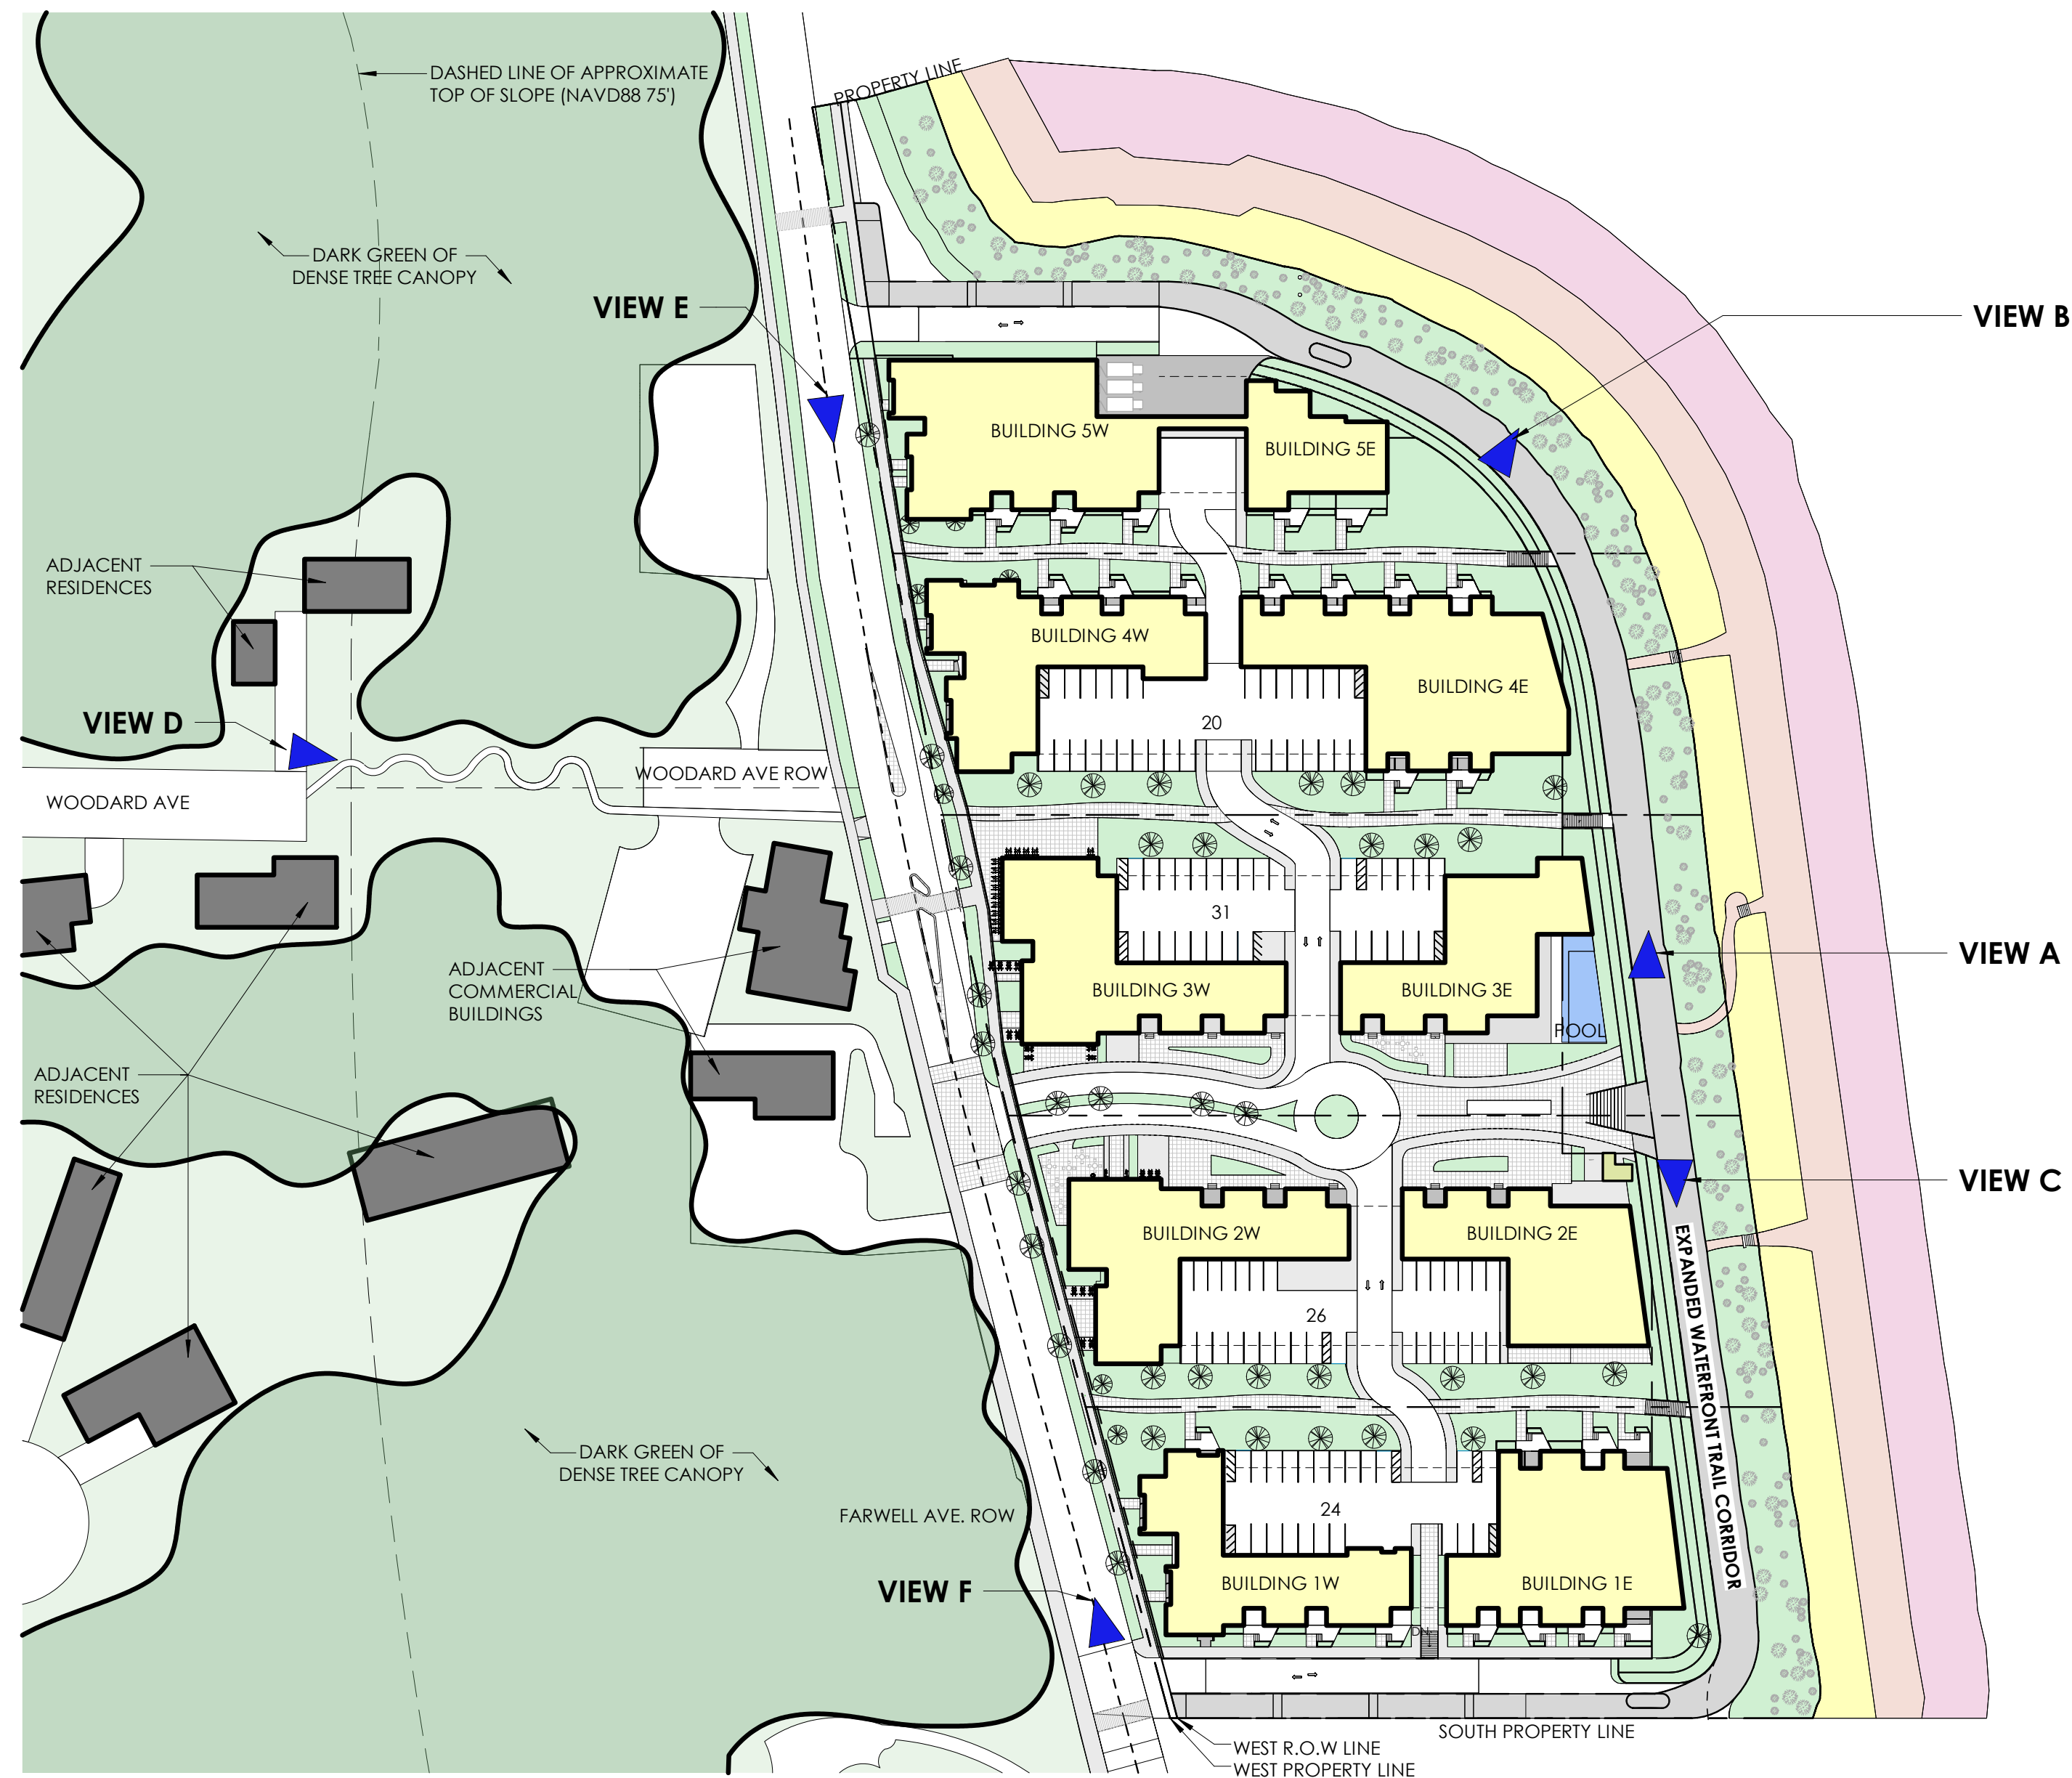 PROPERTY LINE
DASHED LINE OF APPROXIMATE
TOP OF SLOPE (NAVD88 75')
DARK GREEN OF
DENSE TREE CANOPY
VIEW E
VIEW B
BUILDING 5W
BUILDING 5E
ADJACENT
RESIDENCES
BUILDING 4W
BUILDING 4E
20
VIEW D
WOODARD AVE ROW
WOODARD AVE
31
VIEW A
ADJACENT
COMMERCIAL
BUILDINGS
BUILDING 3W
BUILDING 3E
POOL
ADJACENT
RESIDENCES
VIEW C
BUILDING 2W
BUILDING 2E
26
EXPANDED WATERFRONT TRAIL CORRIDOR
DARK GREEN OF
DENSE TREE CANOPY
FARWELL AVE. ROW
24
VIEW F
BUILDING 1W
BUILDING 1E
DN
SOUTH PROPERTY LINE
WEST R.O.W LINE
WEST PROPERTY LINE